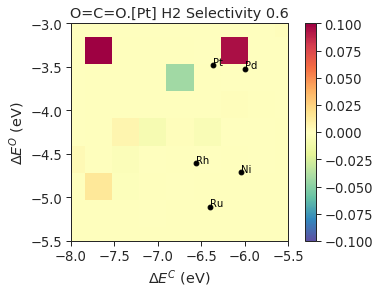 O=C=O.[Pt] H2 Selectivity 0.6
−3.0
−3.5
−4.0
−4.5
−5.0
−5.5
ΔE^O (eV)
Pt
Pd
Rh
Ni
Ru
−8.0 −7.5 −7.0 −6.5 −6.0 −5.5
ΔE^C (eV)
0.100
0.075
0.050
0.025
0.000
−0.025
−0.050
−0.075
−0.100